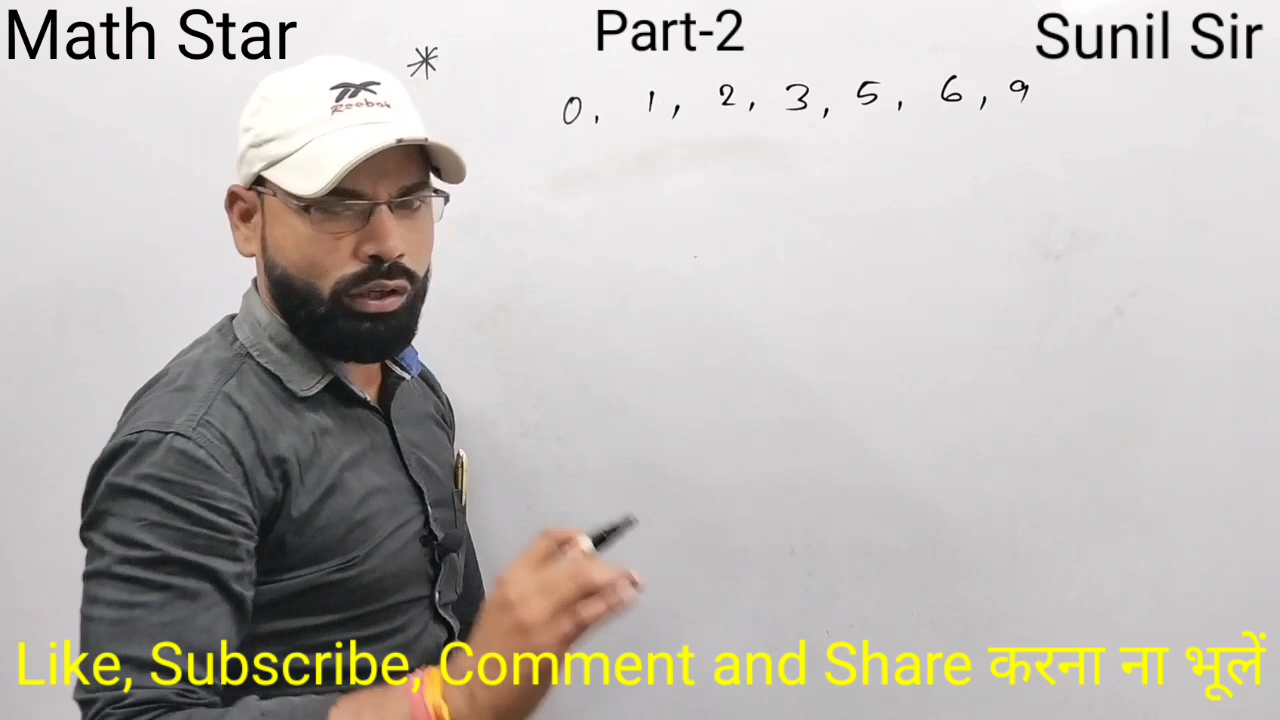 Math Star Part-2 Sunil Sir
*
0, 1, 2, 3, 5, 6, 9
Reebok
Like, Subscribe, Comment and Share करना ना भूलें